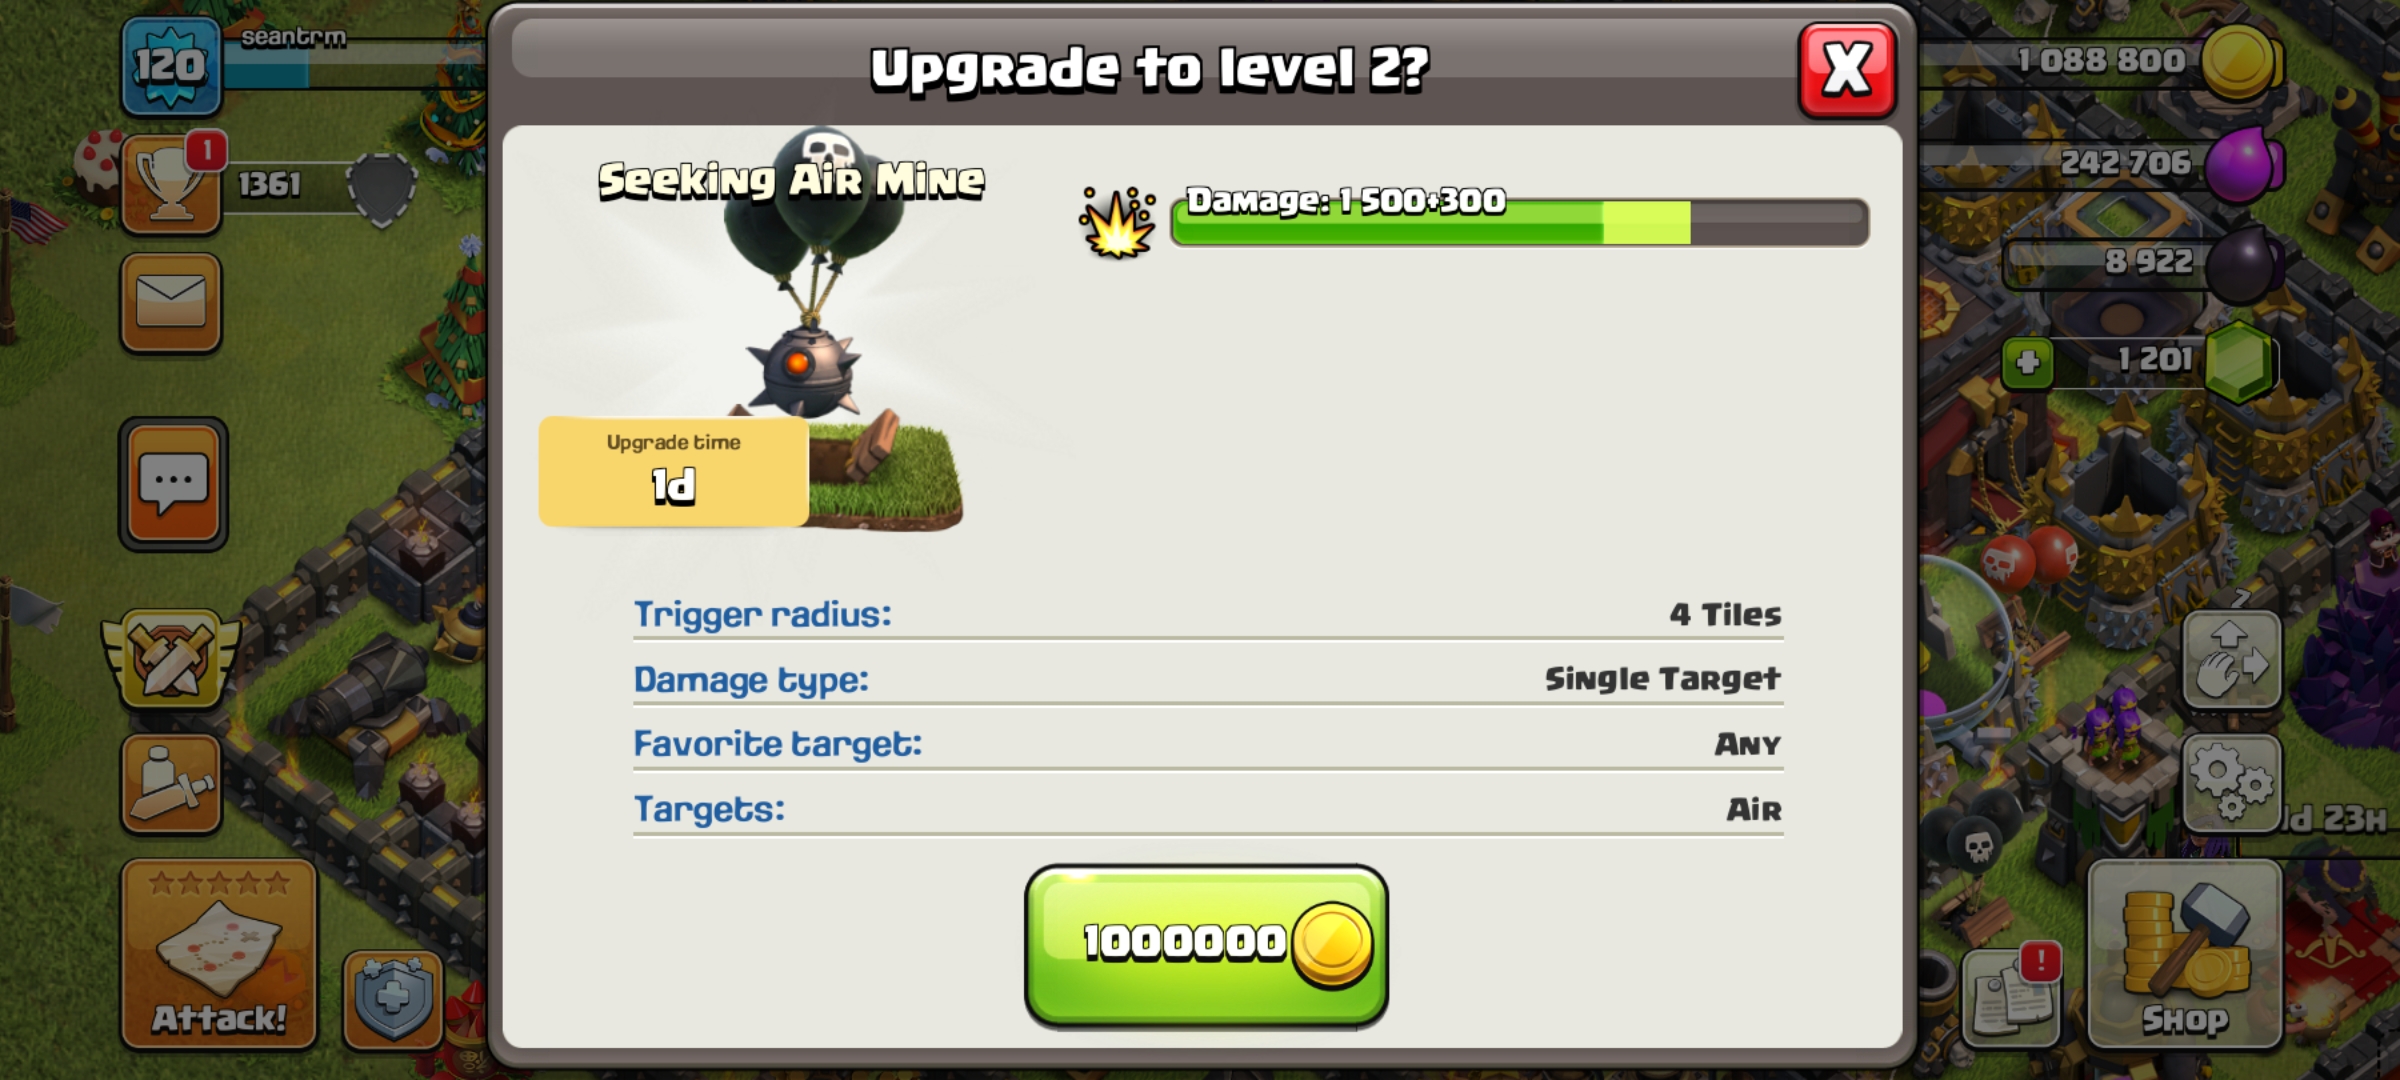 120
seantrm
1
1361
Attack!
Upgrade to level 2?
X
Seeking Air Mine
Damage: 1 500+300
Upgrade time
1d
Trigger radius: 4 Tiles
Damage type: Single Target
Favorite target: Any
Targets: Air
1000000
1 088 800
242 706
8 922
1 201
1d 23H
!
Shop